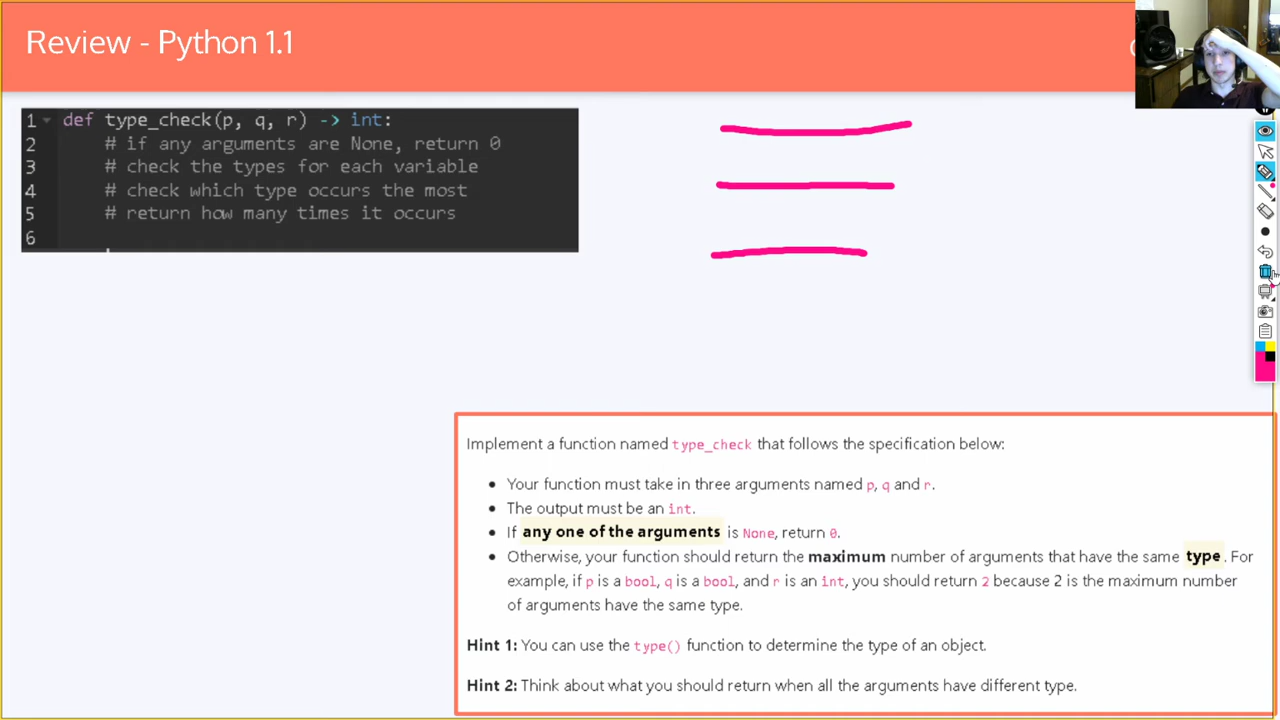 Review - Python 1.1
1 def type_check(p, q, r) -> int:
2 # if any arguments are None, return 0
3 # check the types for each variable
4 # check which type occurs the most
5 # return how many times it occurs
6
Implement a function named type_check that follows the specification below:
• Your function must take in three arguments named p, q and r.
• The output must be an int.
• If any one of the arguments is None, return 0.
• Otherwise, your function should return the maximum number of arguments that have the same type. For
example, if p is a bool, q is a bool, and r is an int, you should return 2 because 2 is the maximum number
of arguments have the same type.
Hint 1: You can use the type() function to determine the type of an object.
Hint 2: Think about what you should return when all the arguments have different type.